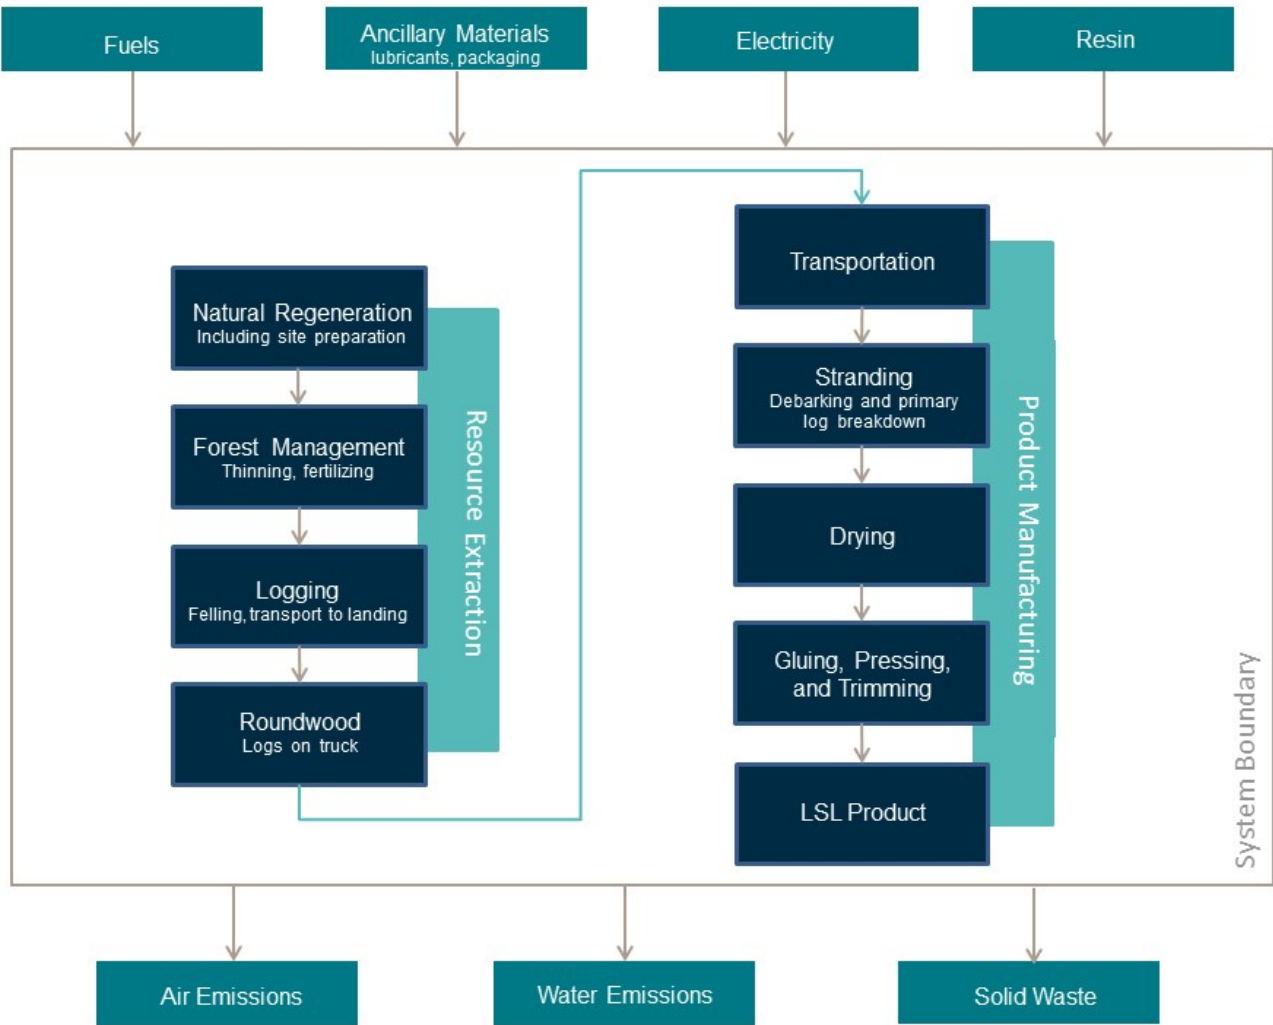 Fuels
Ancillary Materials
lubricants, packaging
Electricity
Resin
Natural Regeneration
Including site preparation
Forest Management
Thinning, fertilizing
Logging
Felling, transport to landing
Roundwood
Logs on truck
Resource Extraction
Transportation
Stranding
Debarking and primary
log breakdown
Drying
Gluing, Pressing,
and Trimming
LSL Product
Product Manufacturing
System Boundary
Air Emissions
Water Emissions
Solid Waste